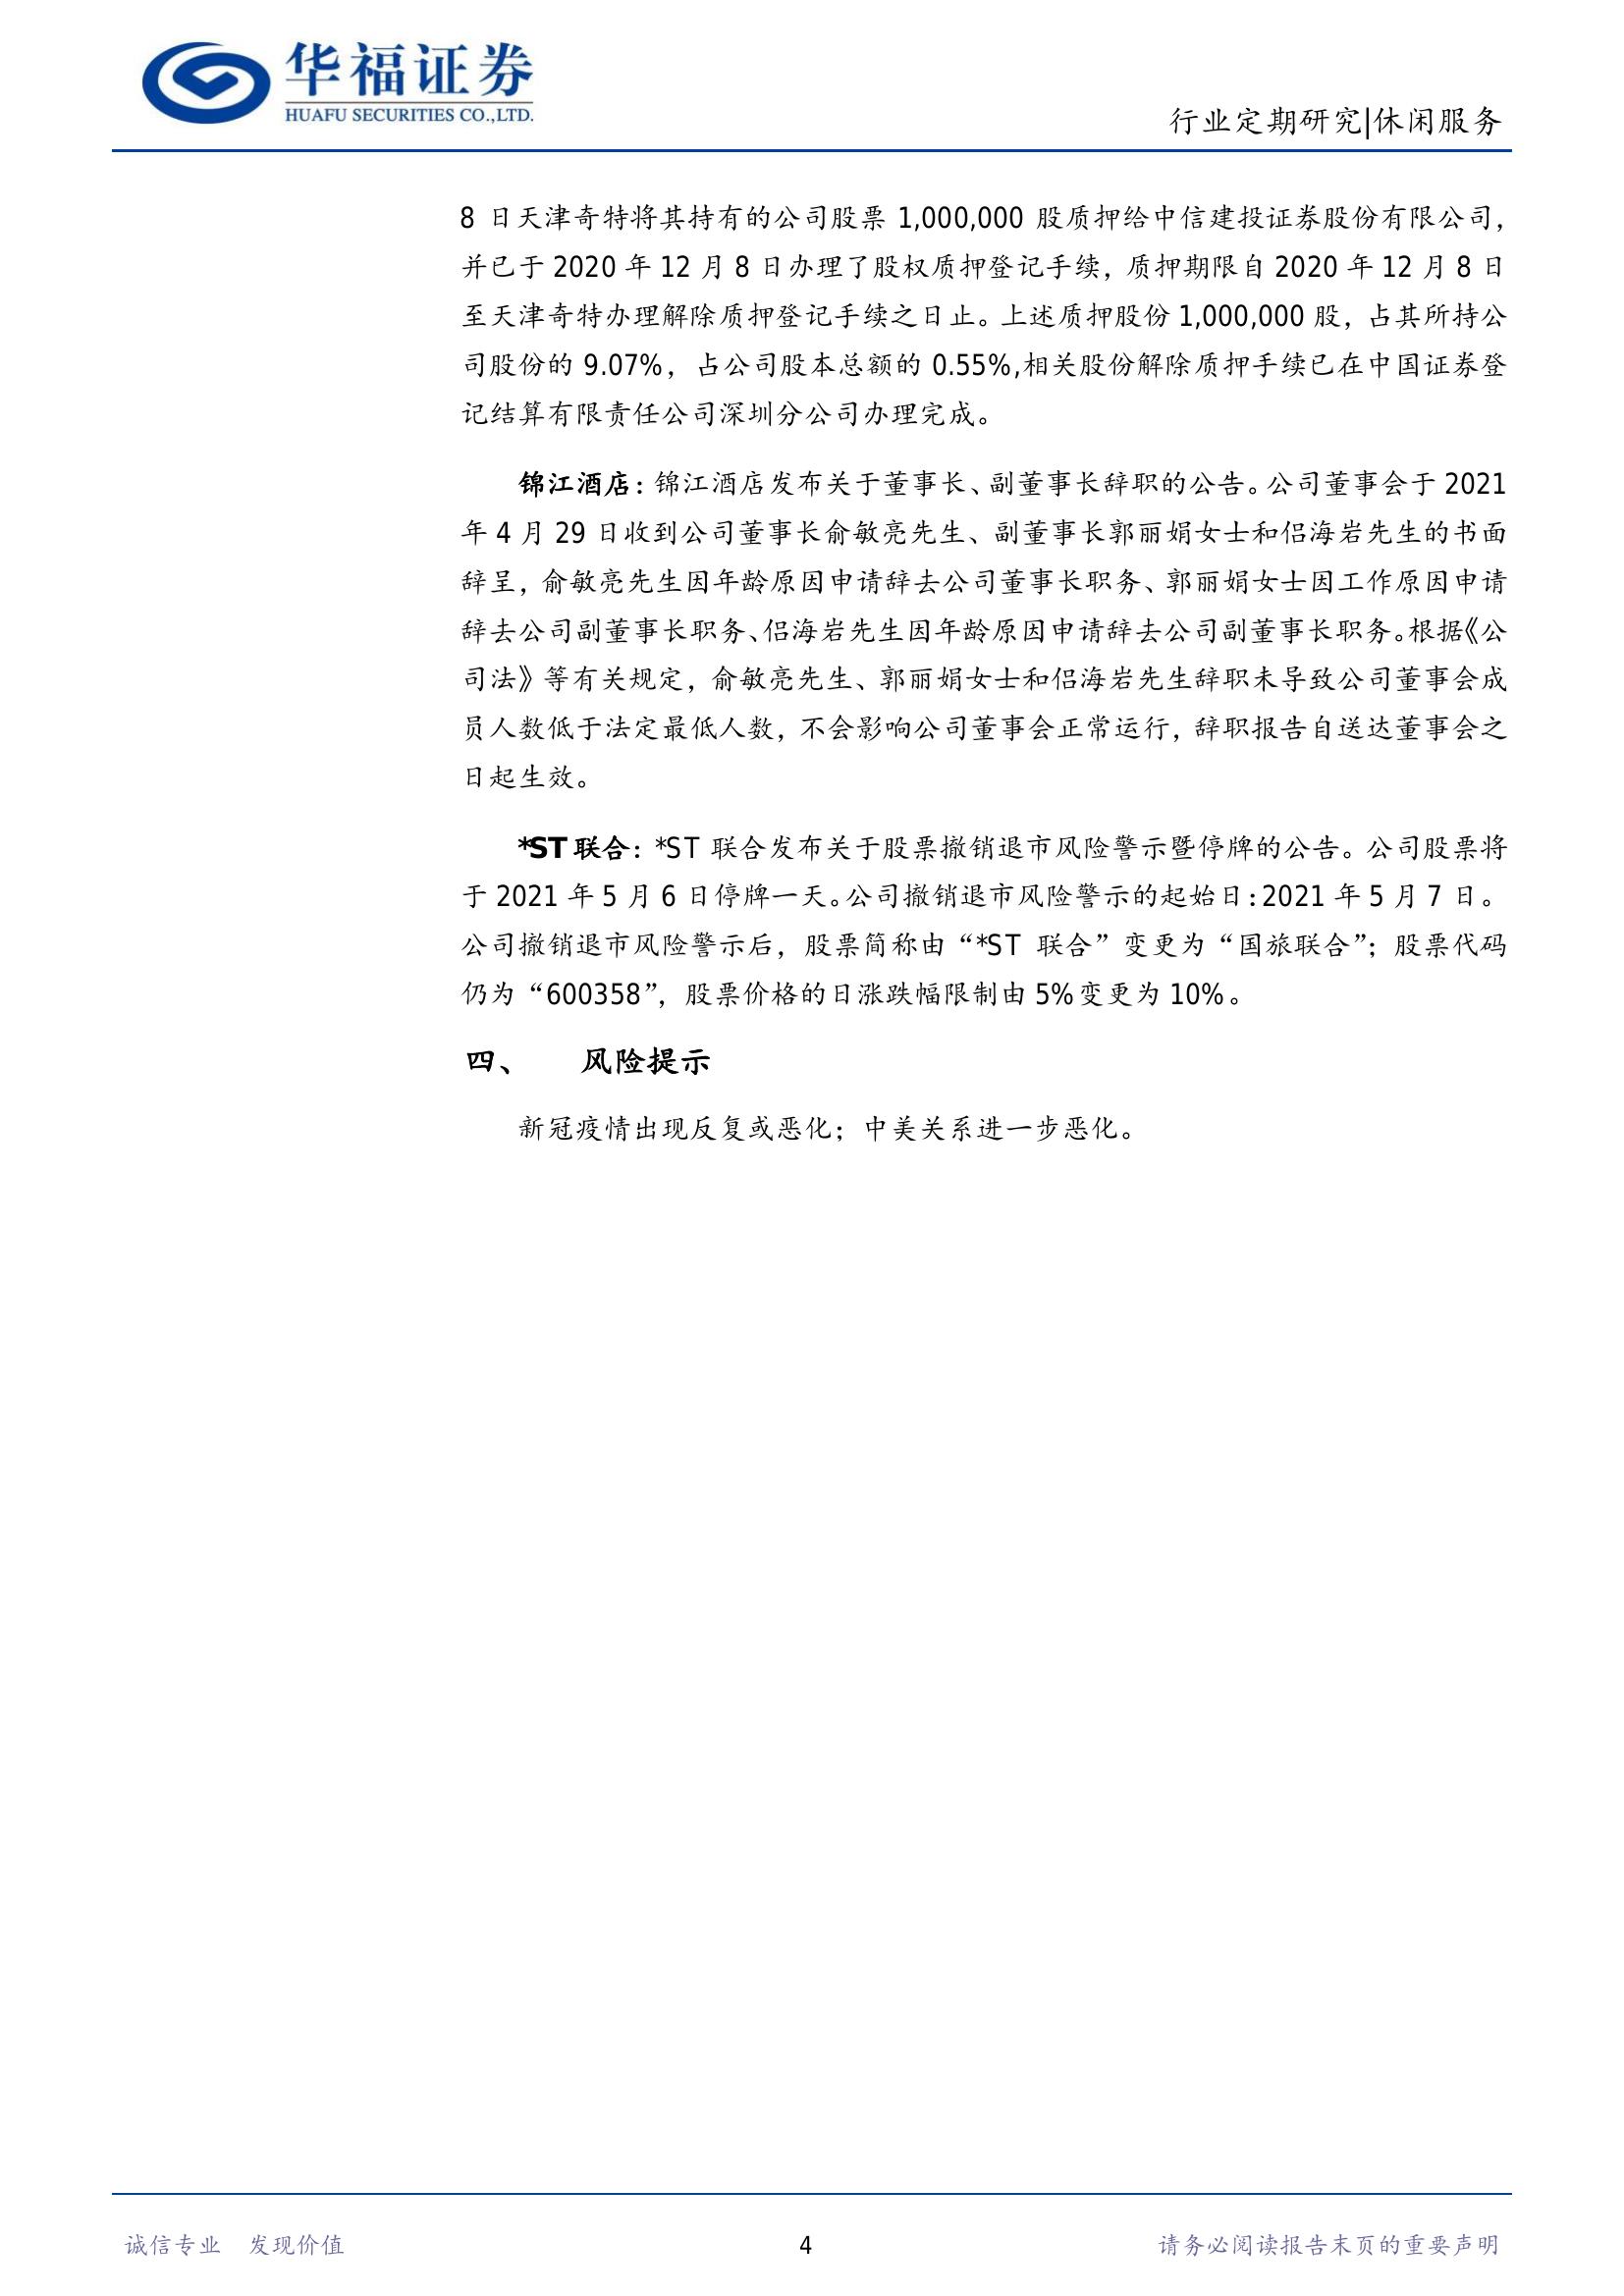 华福证券
HUAFU SECURITIES CO.,LTD.
行业定期研究|休闲服务
8 日天津奇特将其持有的公司股票 1,000,000 股质押给中信建投证券股份有限公司，
并已于 2020 年 12 月 8 日办理了股权质押登记手续，质押期限自 2020 年 12 月 8 日
至天津奇特办理解除质押登记手续之日止。上述质押股份 1,000,000 股，占其所持公
司股份的 9.07%，占公司股本总额的 0.55%,相关股份解除质押手续已在中国证券登
记结算有限责任公司深圳分公司办理完成。
锦江酒店：锦江酒店发布关于董事长、副董事长辞职的公告。公司董事会于 2021
年 4 月 29 日收到公司董事长俞敏亮先生、副董事长郭丽娟女士和侣海岩先生的书面
辞呈，俞敏亮先生因年龄原因申请辞去公司董事长职务、郭丽娟女士因工作原因申请
辞去公司副董事长职务、侣海岩先生因年龄原因申请辞去公司副董事长职务。根据《公
司法》等有关规定，俞敏亮先生、郭丽娟女士和侣海岩先生辞职未导致公司董事会成
员人数低于法定最低人数，不会影响公司董事会正常运行，辞职报告自送达董事会之
日起生效。
*ST 联合：*ST 联合发布关于股票撤销退市风险警示暨停牌的公告。公司股票将
于 2021 年 5 月 6 日停牌一天。公司撤销退市风险警示的起始日：2021 年 5 月 7 日。
公司撤销退市风险警示后，股票简称由“*ST 联合”变更为“国旅联合”；股票代码
仍为“600358”，股票价格的日涨跌幅限制由 5%变更为 10%。
四、 风险提示
新冠疫情出现反复或恶化；中美关系进一步恶化。
诚信专业 发现价值
4
请务必阅读报告末页的重要声明